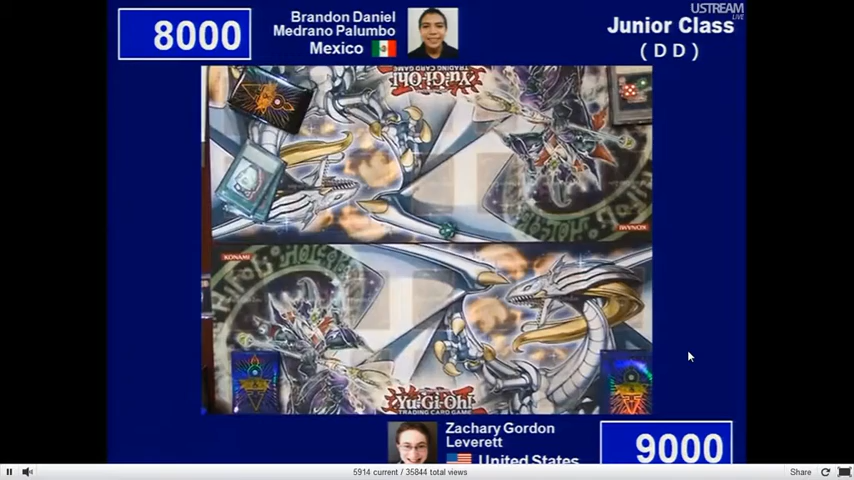 USTREAM
LIVE
8000
Brandon Daniel
Medrano Palumbo
Mexico
Junior Class
( D D )
Yu-Gi-Oh!
TRADING CARD GAME
KONAMI
KONAMI
Yu-Gi-Oh!
TRADING CARD GAME
Zachary Gordon
Leverett
United States
9000
5914 current / 35844 total views
Share